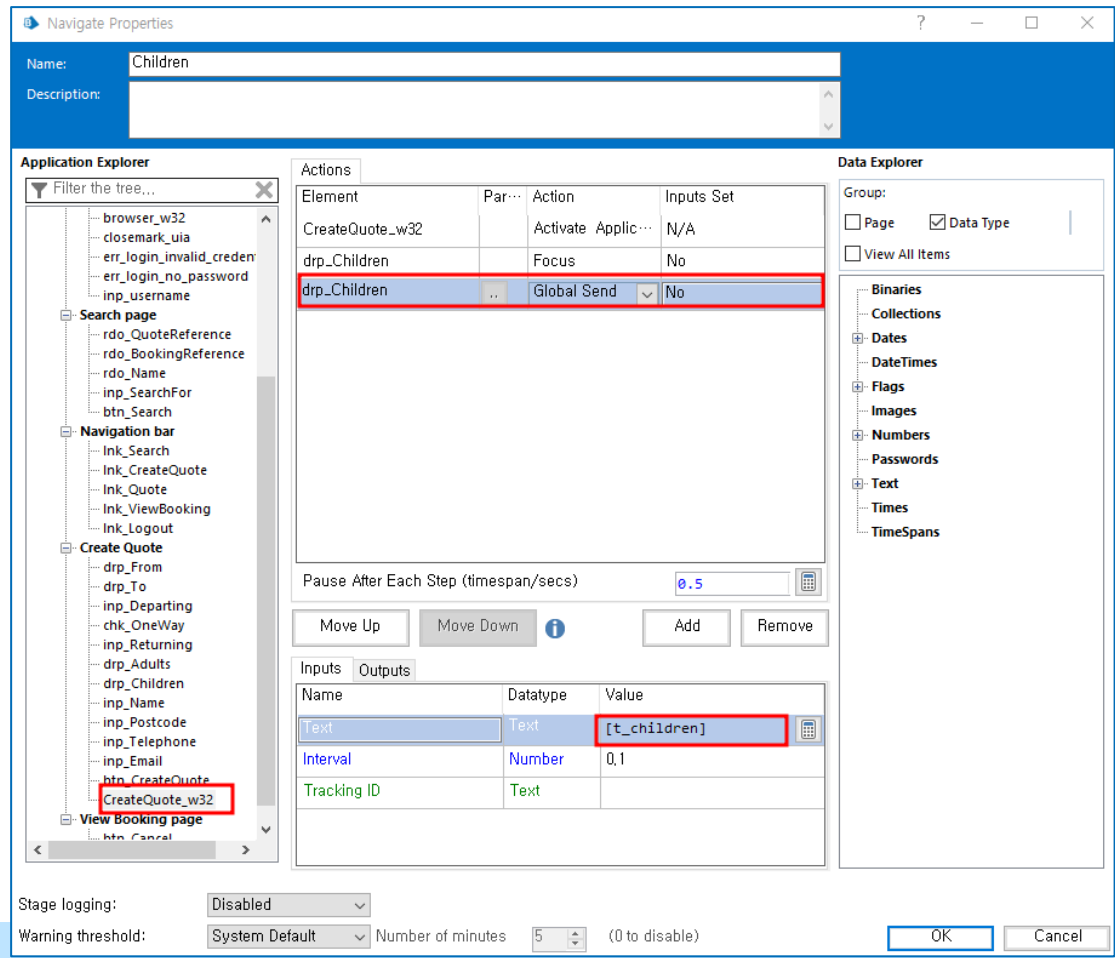 Navigate Properties
Name: Children
Description:
Application Explorer
Filter the tree...
browser_w32
closemark_uia
err_login_invalid_creden
err_login_no_password
inp_username
Search page
rdo_QuoteReference
rdo_BookingReference
rdo_Name
inp_SearchFor
btn_Search
Navigation bar
lnk_Search
lnk_CreateQuote
lnk_Quote
lnk_ViewBooking
lnk_Logout
Create Quote
drp_From
drp_To
inp_Departing
chk_OneWay
inp_Returning
drp_Adults
drp_Children
inp_Name
inp_Postcode
inp_Telephone
inp_Email
btn_CreateQuote
CreateQuote_w32
View Booking page
btn_Cancel
Actions
Element Par... Action Inputs Set
CreateQuote_w32 Activate Applic... N/A
drp_Children Focus No
drp_Children .. Global Send No
Pause After Each Step (timespan/secs) 0.5
Move Up Move Down Add Remove
Inputs Outputs
Name Datatype Value
Text Text [t_children]
Interval Number 0,1
Tracking ID Text
Data Explorer
Group:
Page Data Type
View All Items
Binaries
Collections
Dates
DateTimes
Flags
Images
Numbers
Passwords
Text
Times
TimeSpans
Stage logging: Disabled
Warning threshold: System Default Number of minutes 5 (0 to disable)
OK Cancel